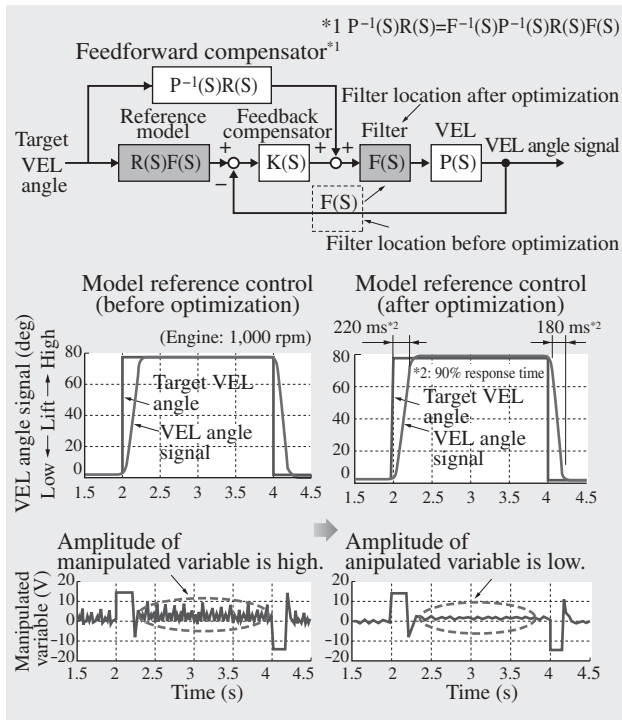 *1 P⁻¹(S)R(S)=F⁻¹(S)P⁻¹(S)R(S)F(S)
Feedforward compensator*1
P⁻¹(S)R(S)
Filter location after optimization
Reference
model
Feedback
compensator
Filter
VEL
VEL angle signal
Target
VEL
angle
R(S)F(S)
+
−
K(S)
+
+
F(S)
P(S)
F(S)
Filter location before optimization
Model reference control
(before optimization)
(Engine: 1,000 rpm)
VEL angle signal (deg)
Low ← Lift → High
80
60
40
20
0
Target VEL
angle
VEL angle
signal
1.5 2 2.5 3 3.5 4 4.5
Model reference control
(after optimization)
220 ms*2
180 ms*2
*2: 90% response time
80
60
40
20
0
Target VEL
angle
VEL angle
signal
1.5 2 2.5 3 3.5 4 4.5
Amplitude of
manipulated variable is high.
Manipulated
variable (V)
20
10
0
−10
−20
1.5 2 2.5 3 3.5 4 4.5
Time (s)
Amplitude of
anipulated variable is low.
20
10
0
−10
−20
1.5 2 2.5 3 3.5 4 4.5
Time (s)